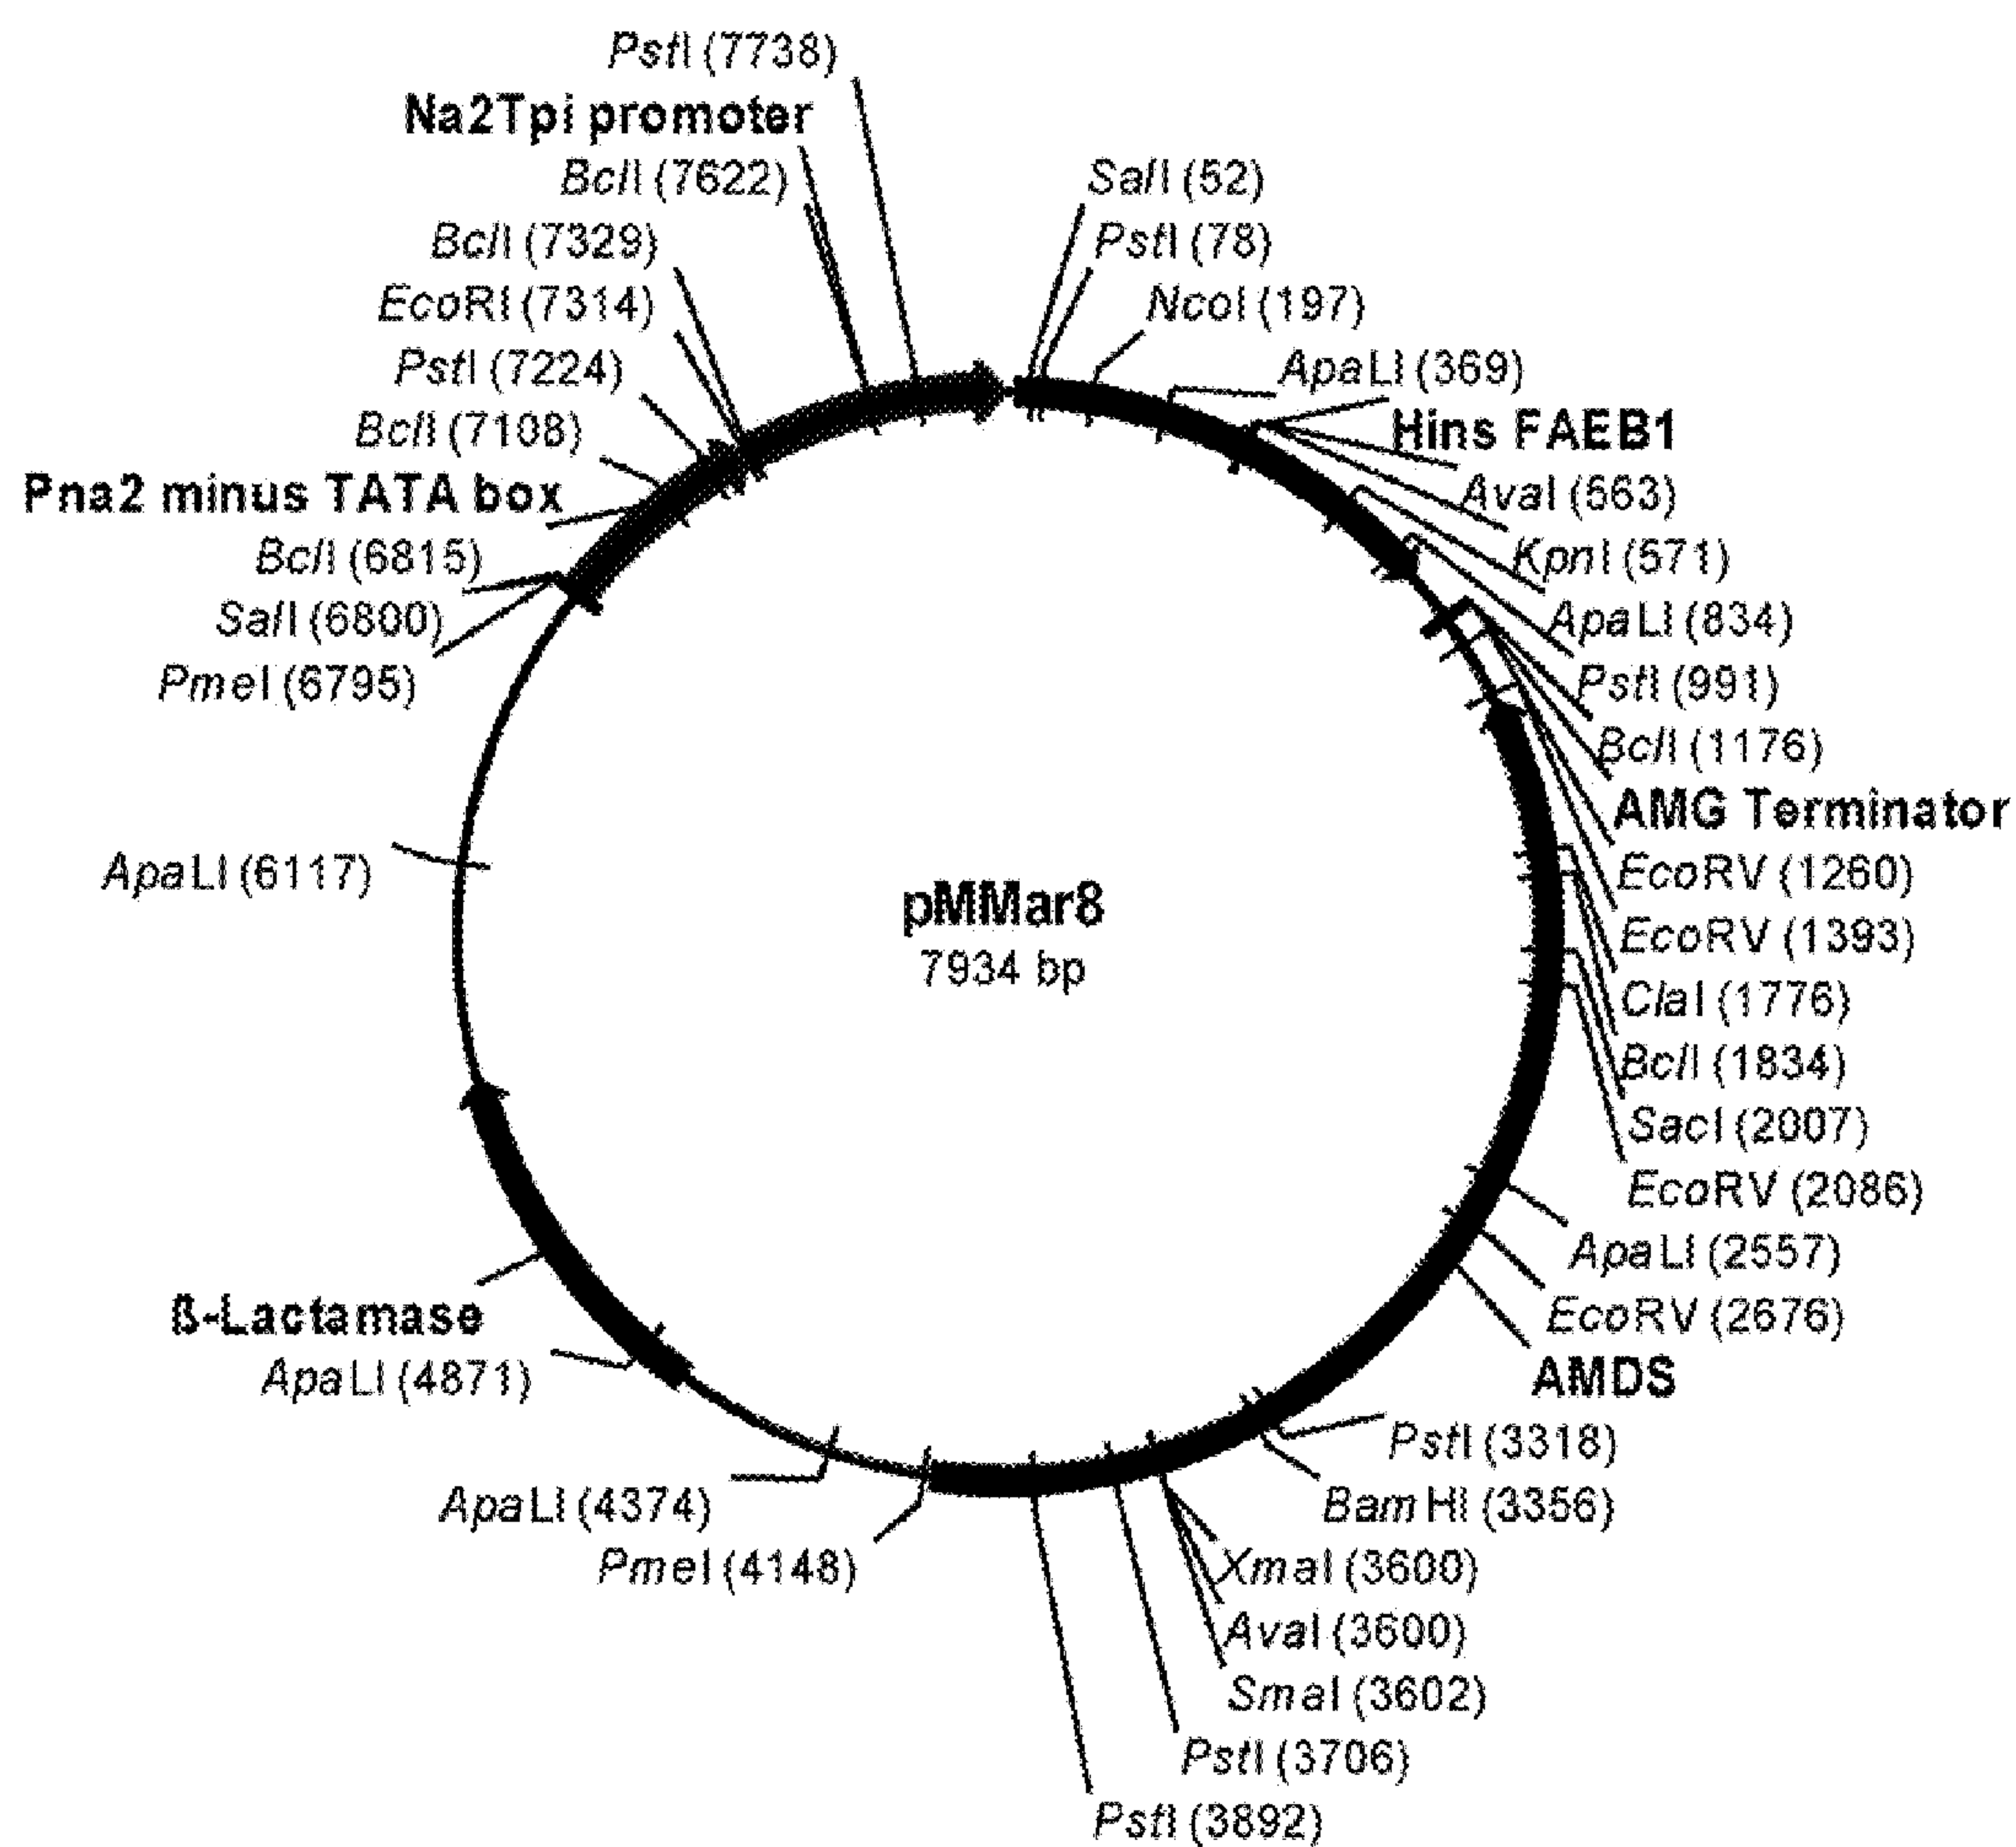 PstI (7738)
Na2Tpi promoter
BclI (7622)
BclI (7329)
EcoRI (7314)
PstI (7224)
BclI (7108)
Pna2 minus TATA box
BclI (6815)
SalI (6800)
PmeI (6795)
ApaLI (6117)
ß-Lactamase
ApaLI (4871)
ApaLI (4374)
PmeI (4148)
SalI (52)
PstI (78)
NcoI (197)
ApaLI (369)
Hins FAEB1
AvaI (563)
KpnI (571)
ApaLI (834)
PstI (991)
BclI (1176)
AMG Terminator
EcoRV (1260)
EcoRV (1393)
ClaI (1776)
BclI (1834)
SacI (2007)
EcoRV (2086)
ApaLI (2557)
EcoRV (2676)
AMDS
PstI (3318)
BamHI (3356)
XmaI (3600)
AvaI (3600)
SmaI (3602)
PstI (3706)
PstI (3892)
pMMar8
7934 bp